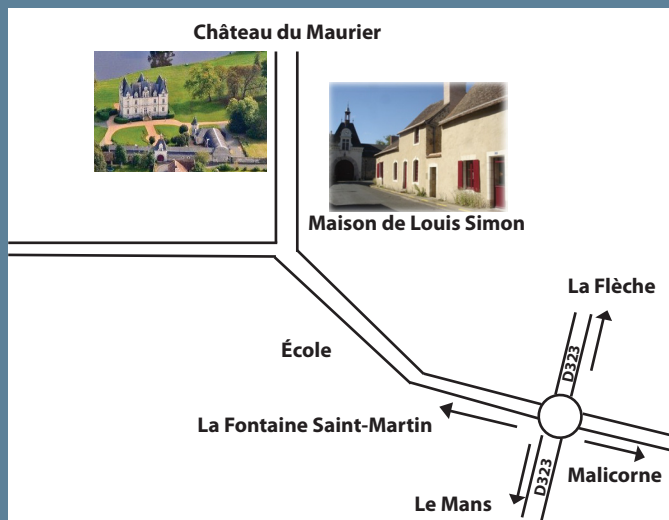 Château du Maurier
Maison de Louis Simon
La Flèche
D323
École
La Fontaine Saint-Martin
Malicorne
D323
Le Mans